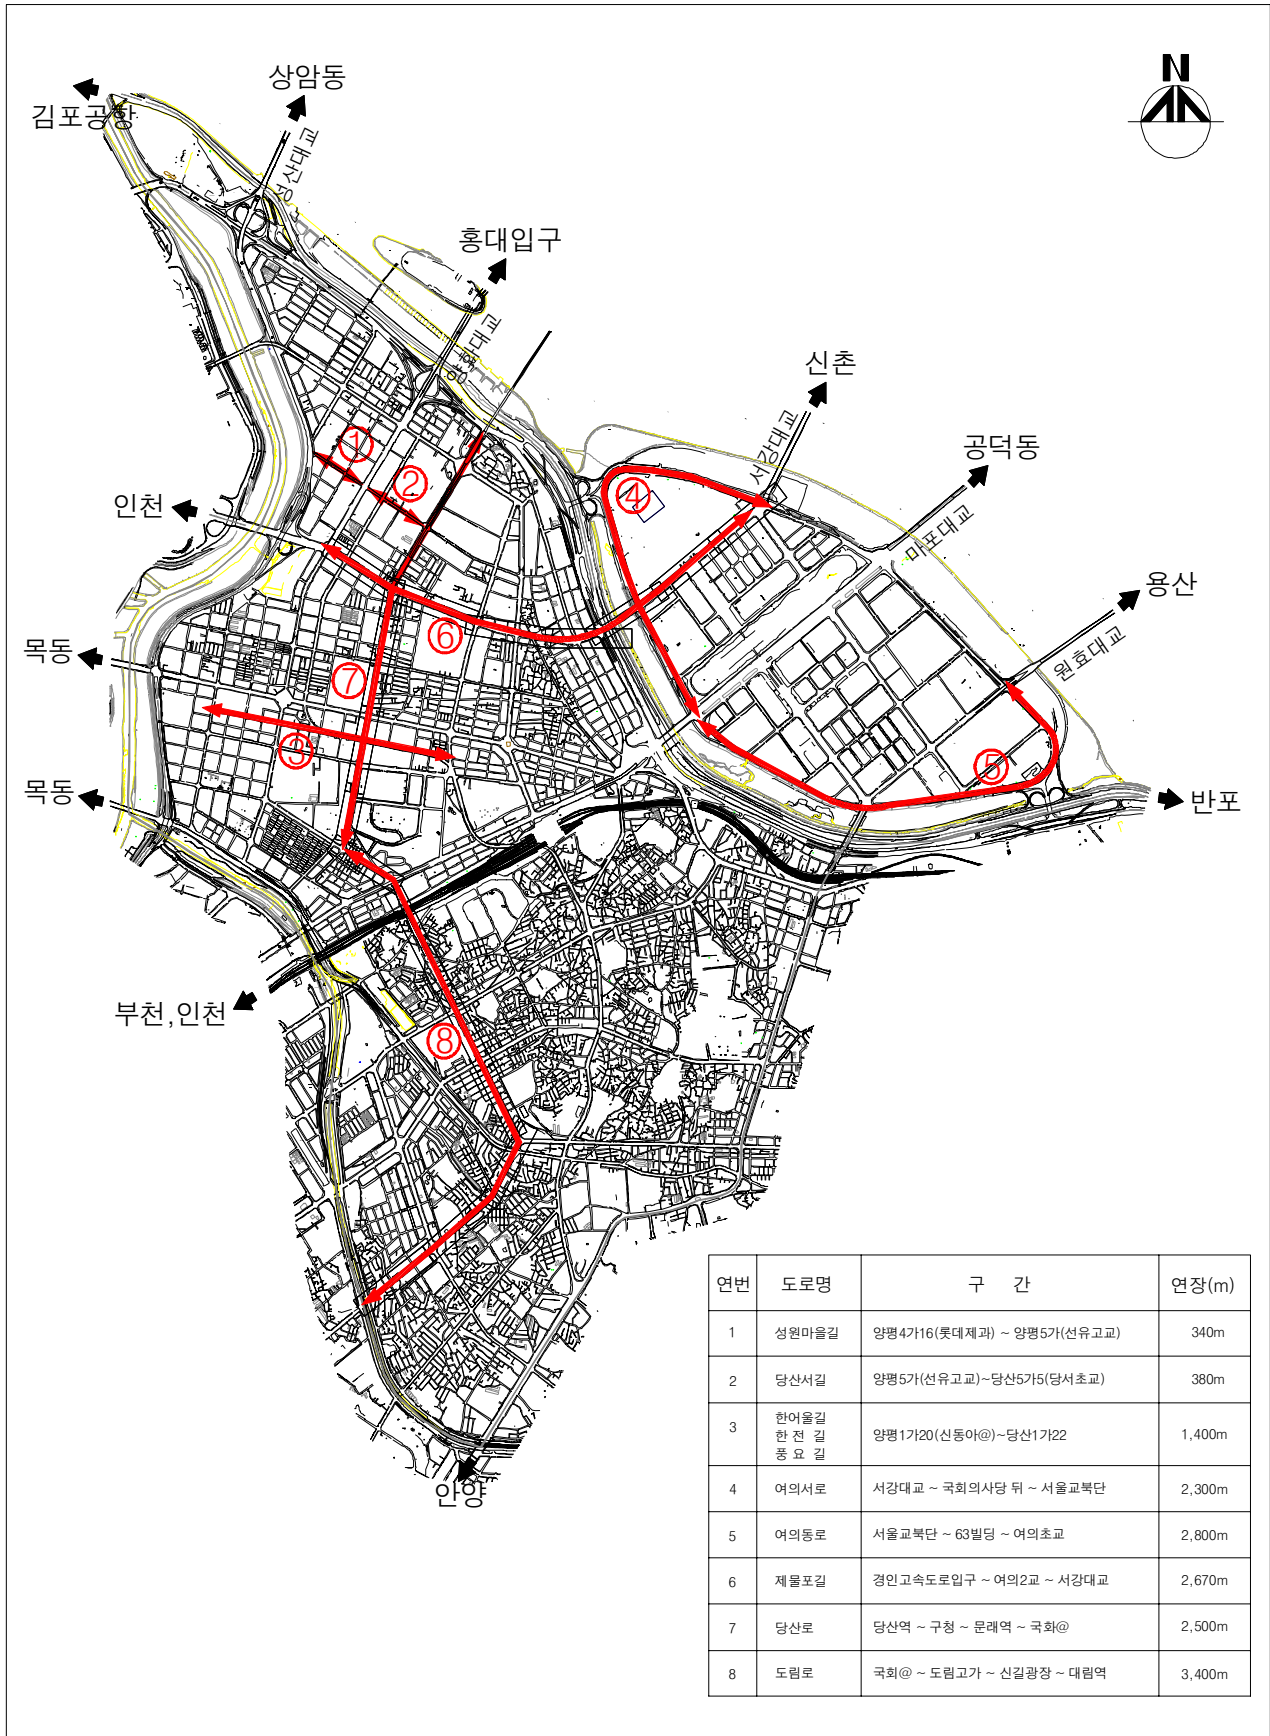 N
상암동
김포공항
성산대교
홍대입구
양화대교
신촌
서강대교
공덕동
마포대교
인천
①
②
④
용산
원효대교
목동
⑥
⑦
③
⑤
목동
반포
부천,인천
⑧
안양
연번 도로명 구 간 연장(m)
1 성원마을길 양평4가16(롯데제과) ~ 양평5가(선유고교) 340m
2 당산서길 양평5가(선유고교)~당산5가5(당서초교) 380m
3 한어울길
한 전 길
풍 요 길 양평1가20(신동아@)~당산1가22 1,400m
4 여의서로 서강대교 ~ 국회의사당 뒤 ~ 서울교북단 2,300m
5 여의동로 서울교북단 ~ 63빌딩 ~ 여의초교 2,800m
6 제물포길 경인고속도로입구 ~ 여의2교 ~ 서강대교 2,670m
7 당산로 당산역 ~ 구청 ~ 문래역 ~ 국화@ 2,500m
8 도림로 국회@ ~ 도림고가 ~ 신길광장 ~ 대림역 3,400m